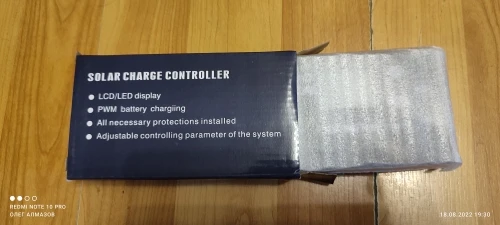 SOLAR CHARGE CONTROLLER
LCD/LED display
PWM battery chargiing
All necessary protections installed
Adjustable controlling parameter of the system
REDMI NOTE 10 PRO
ОЛЕГ АЛМАЗОВ
18.08.2022 19:30